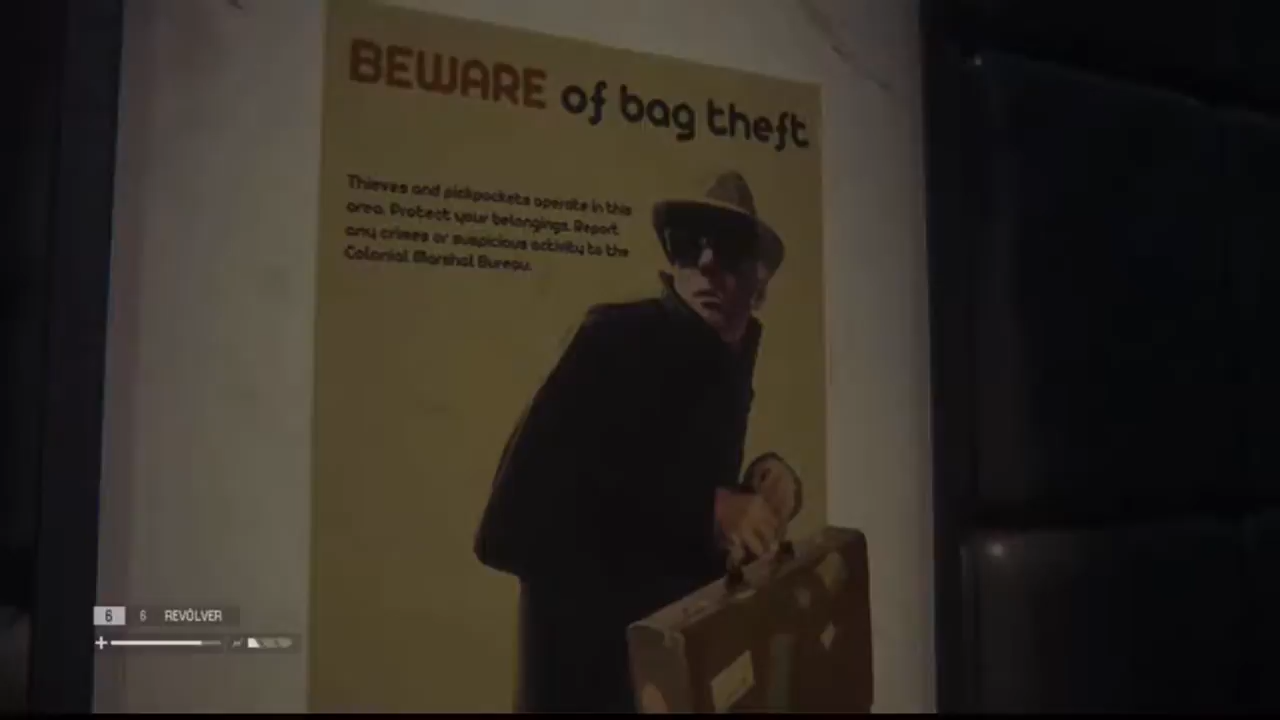 BEWARE of bag theft
Thieves and pickpockets operate in this
area. Protect your belongings. Report
any crimes or suspicious activity to the
Colonial Marshal Bureau.
6 6 REVÓLVER